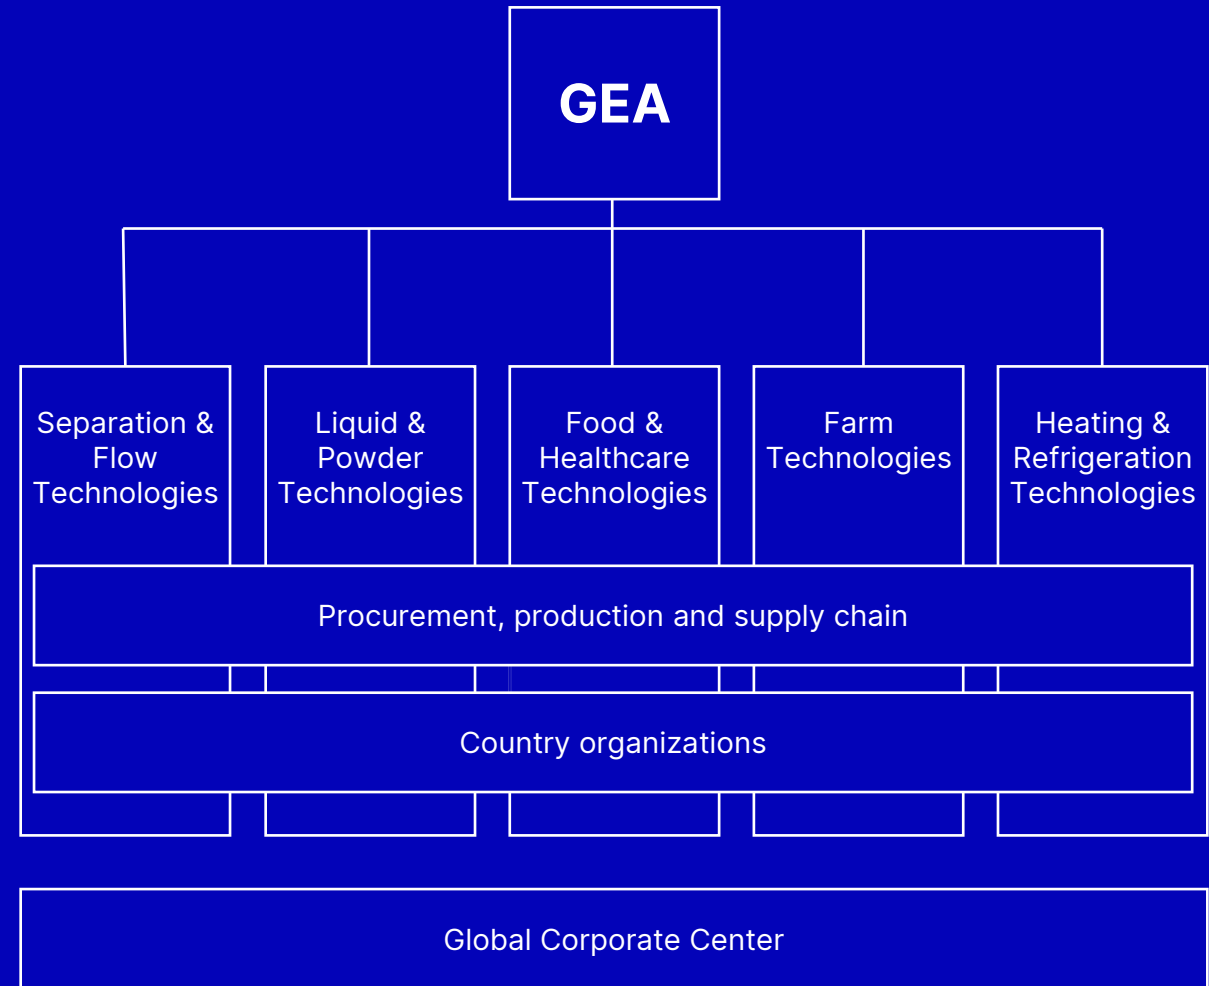 GEA
Separation &
Flow
Technologies
Liquid &
Powder
Technologies
Food &
Healthcare
Technologies
Farm
Technologies
Heating &
Refrigeration
Technologies
Procurement, production and supply chain
Country organizations
Global Corporate Center